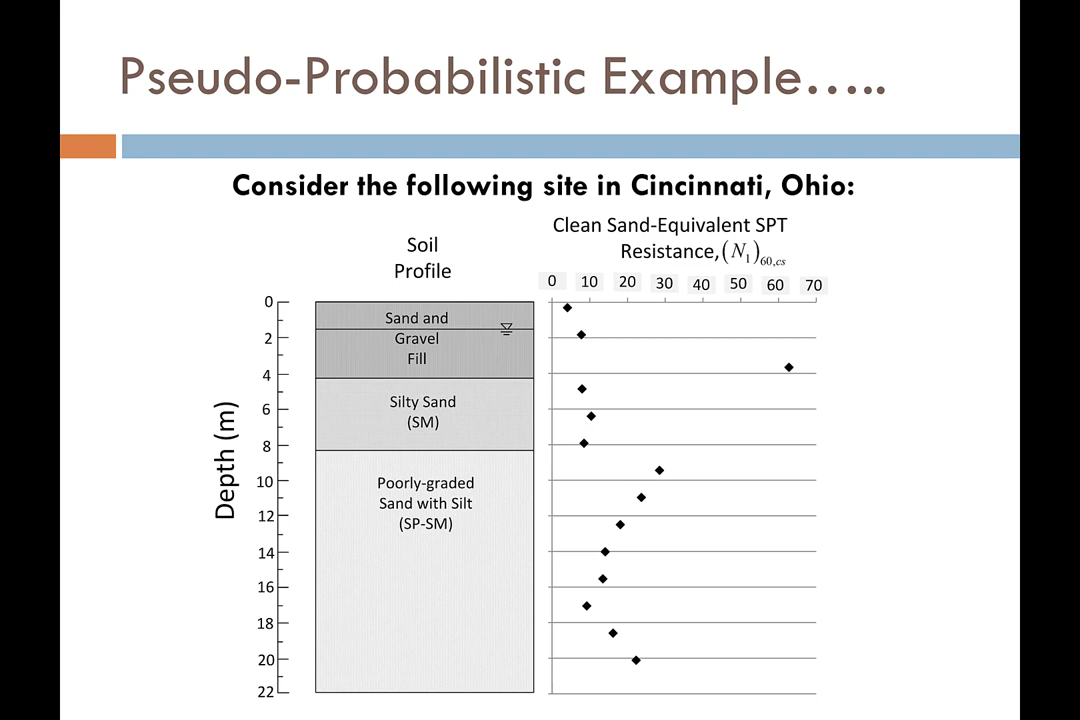 Pseudo-Probabilistic Example.....
Consider the following site in Cincinnati, Ohio:
Soil
Profile
Clean Sand-Equivalent SPT
Resistance, (N₁)₆₀,cs
0 10 20 30 40 50 60 70
Depth (m)
0
2
4
6
8
10
12
14
16
18
20
22
Sand and
Gravel
Fill
Silty Sand
(SM)
Poorly-graded
Sand with Silt
(SP-SM)